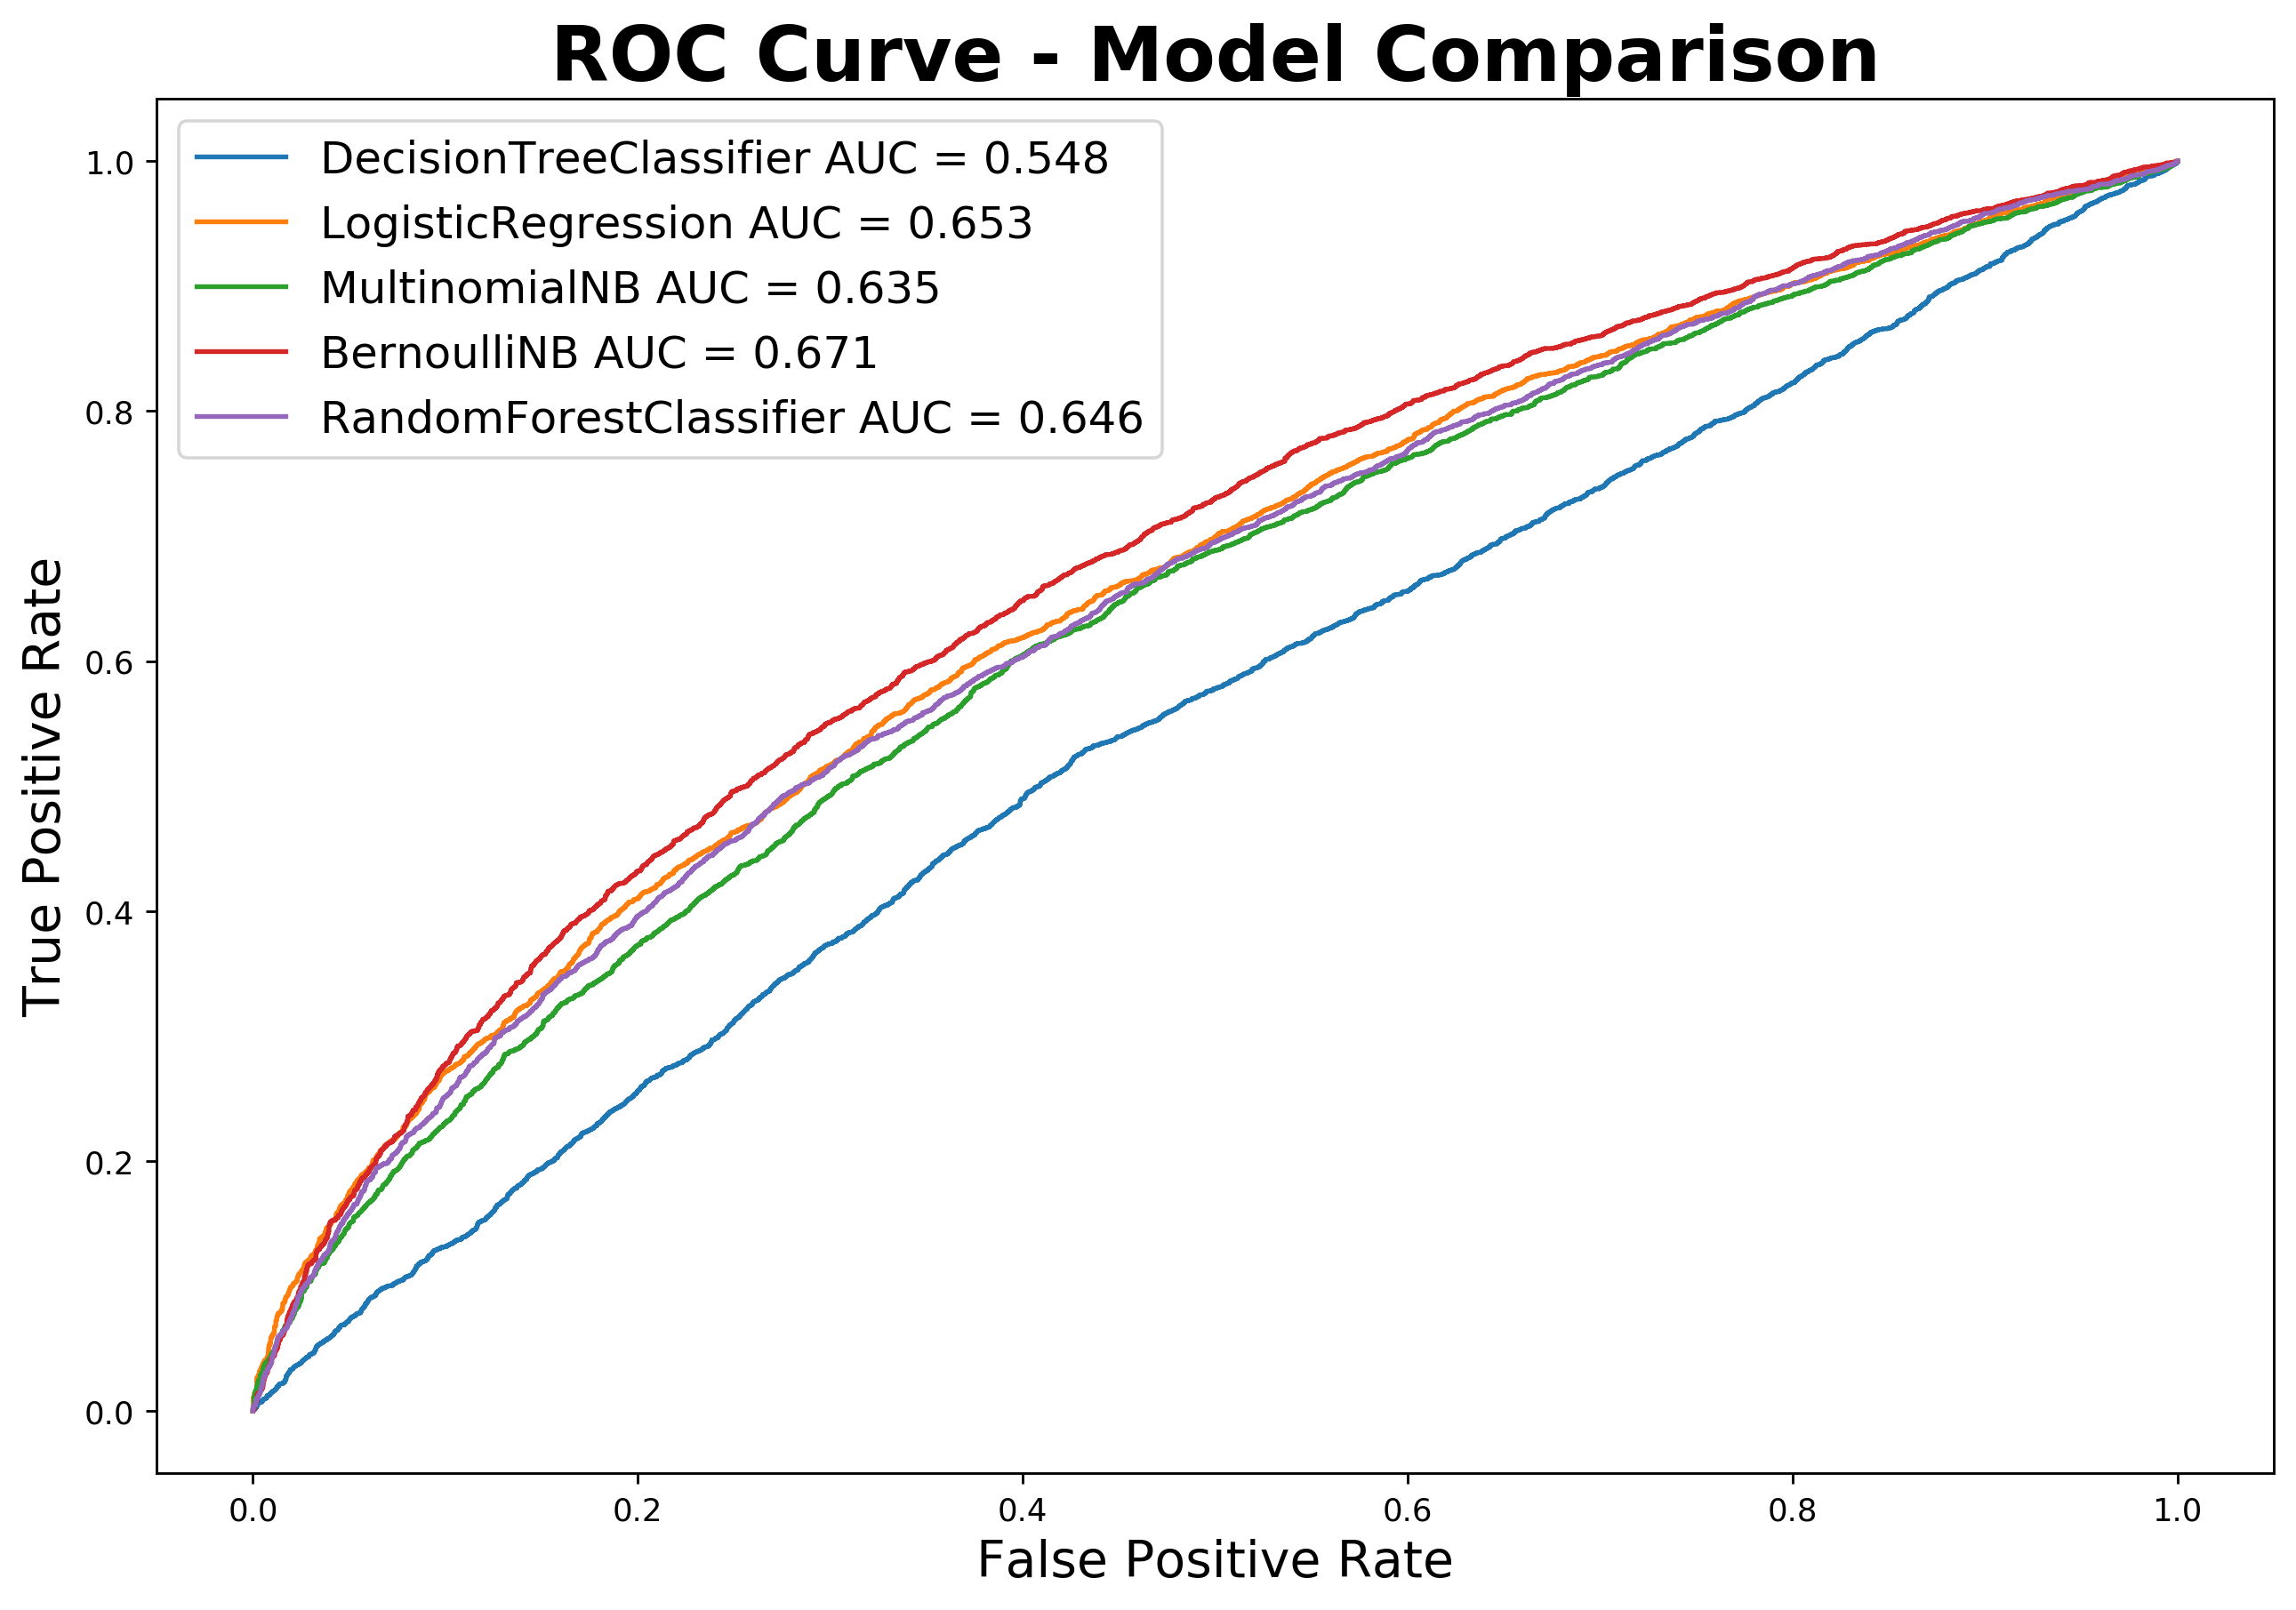 ROC Curve - Model Comparison
DecisionTreeClassifier AUC = 0.548
LogisticRegression AUC = 0.653
MultinomialNB AUC = 0.635
BernoulliNB AUC = 0.671
RandomForestClassifier AUC = 0.646
True Positive Rate
1.0
0.8
0.6
0.4
0.2
0.0
0.0 0.2 0.4 0.6 0.8 1.0
False Positive Rate